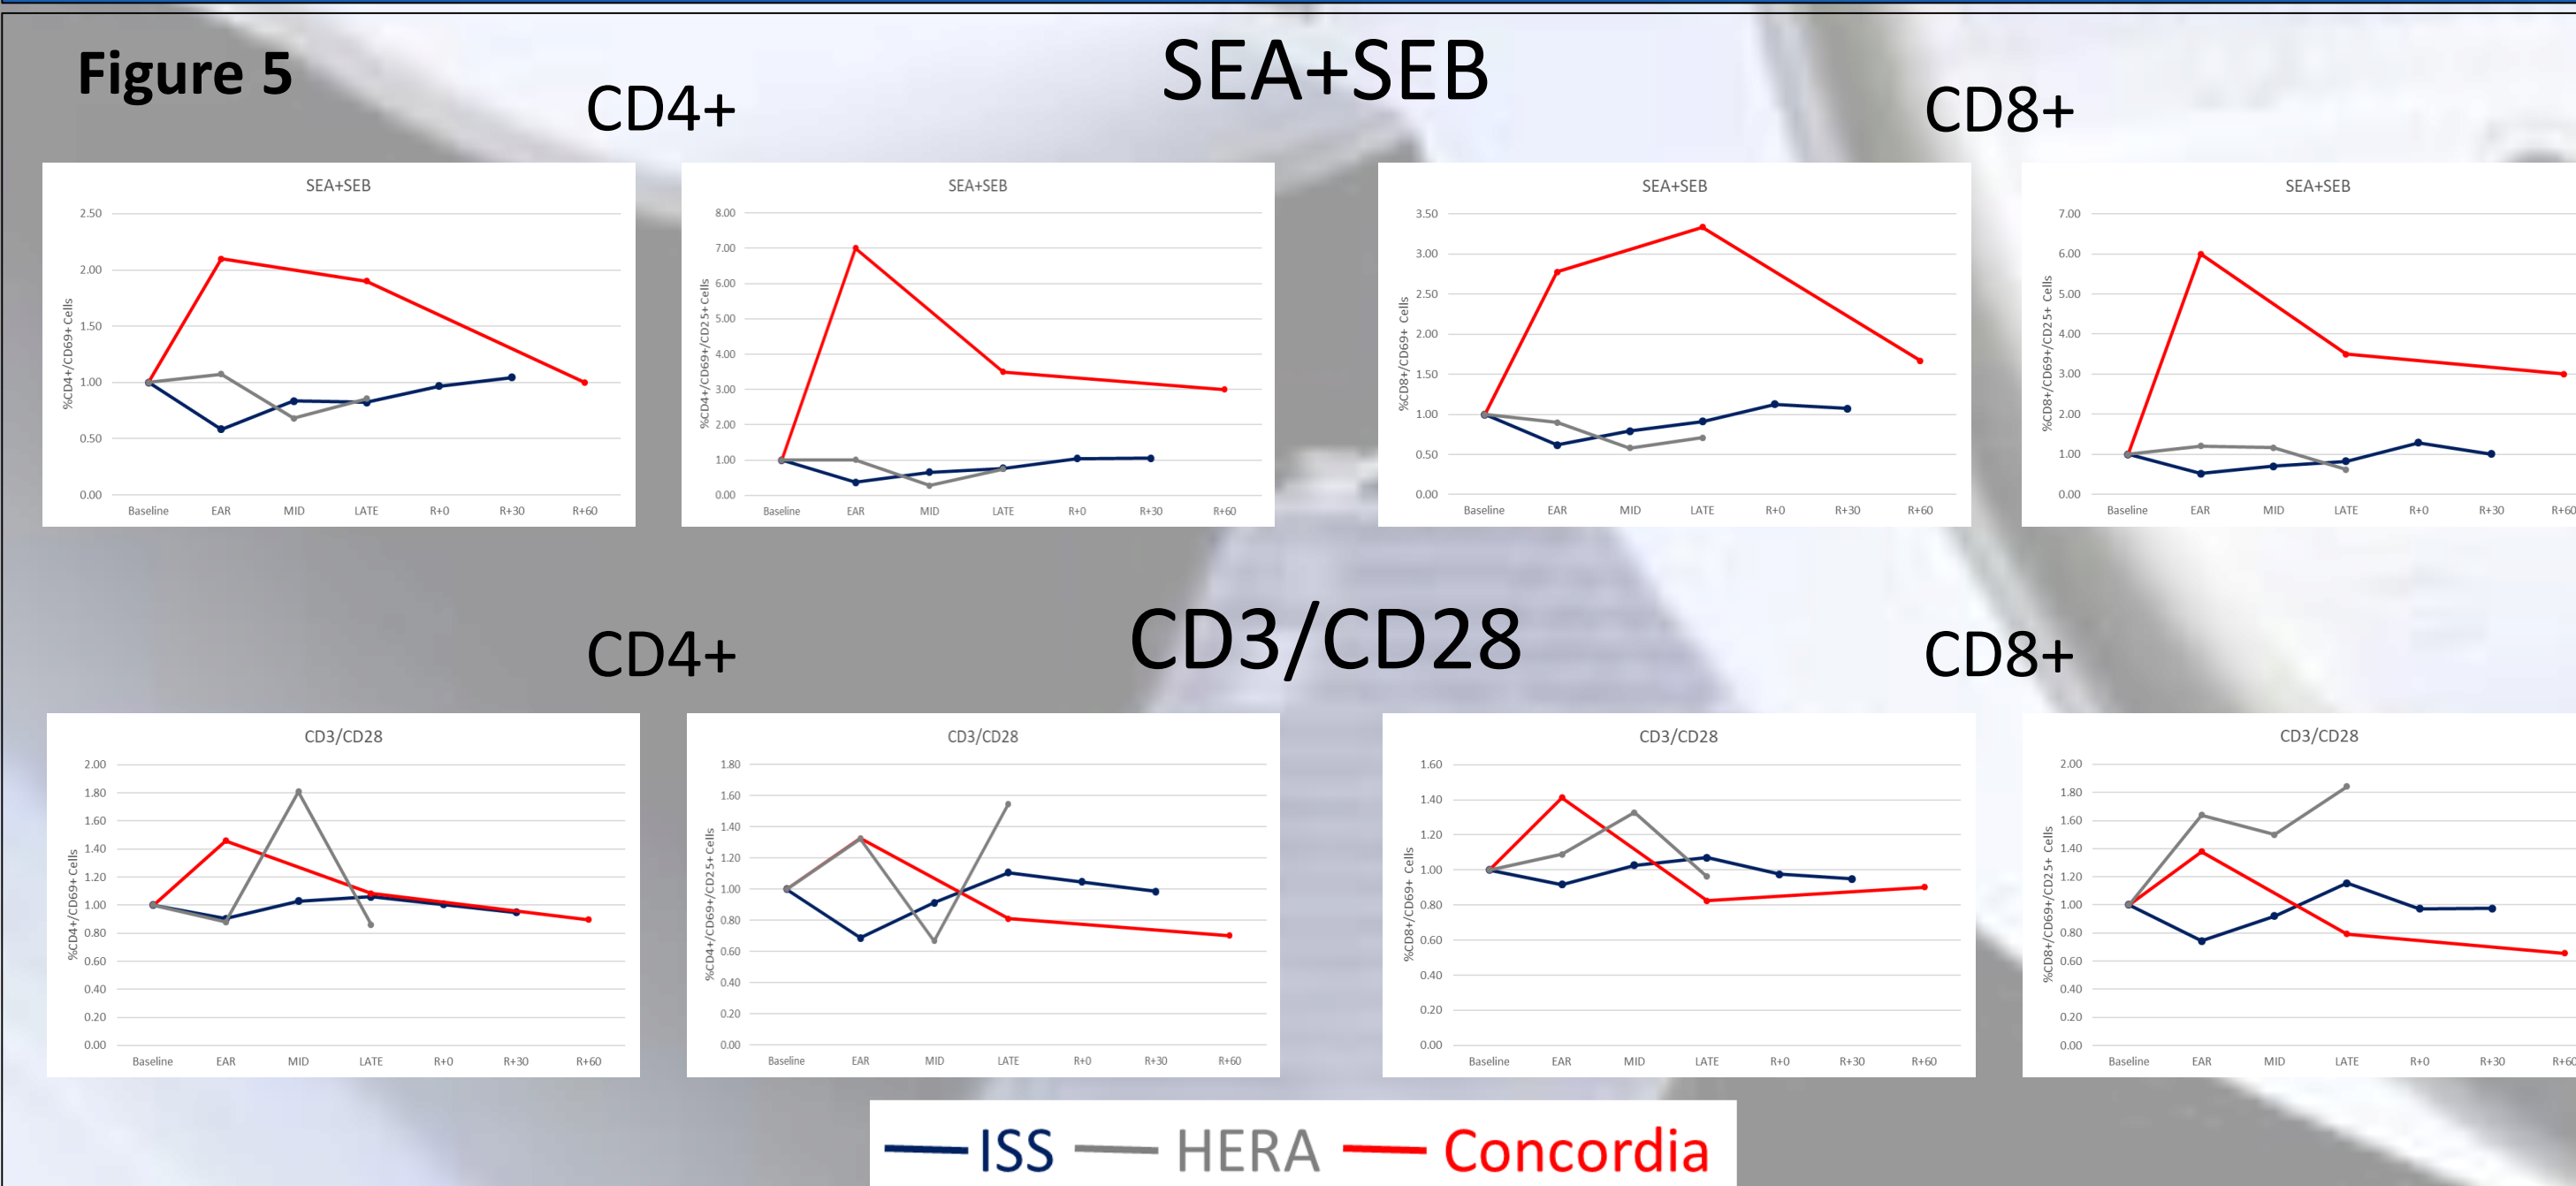 Figure 5
SEA+SEB
CD4+
CD8+
SEA+SEB
%CD4+/CD69+ Cells
2.50
2.00
1.50
1.00
0.50
0.00
Baseline EAR MID LATE R+0 R+30 R+60
SEA+SEB
%CD4+/CD69+/CD25+ Cells
8.00
7.00
6.00
5.00
4.00
3.00
2.00
1.00
0.00
Baseline EAR MID LATE R+0 R+30 R+60
SEA+SEB
%CD8+/CD69+ Cells
3.50
3.00
2.50
2.00
1.50
1.00
0.50
0.00
Baseline EAR MID LATE R+0 R+30 R+60
SEA+SEB
%CD8+/CD69+/CD25+ Cells
7.00
6.00
5.00
4.00
3.00
2.00
1.00
0.00
Baseline EAR MID LATE R+0 R+30 R+60
CD3/CD28
CD4+
CD8+
CD3/CD28
%CD4+/CD69+ Cells
2.00
1.80
1.60
1.40
1.20
1.00
0.80
0.60
0.40
0.20
0.00
Baseline EAR MID LATE R+0 R+30 R+60
CD3/CD28
%CD4+/CD69+/CD25+ Cells
1.80
1.60
1.40
1.20
1.00
0.80
0.60
0.40
0.20
0.00
Baseline EAR MID LATE R+0 R+30 R+60
CD3/CD28
%CD8+/CD69+ Cells
1.60
1.40
1.20
1.00
0.80
0.60
0.40
0.20
0.00
Baseline EAR MID LATE R+0 R+30 R+60
CD3/CD28
%CD8+/CD69+/CD25+ Cells
2.00
1.80
1.60
1.40
1.20
1.00
0.80
0.60
0.40
0.20
0.00
Baseline EAR MID LATE R+0 R+30 R+60
ISS HERA Concordia